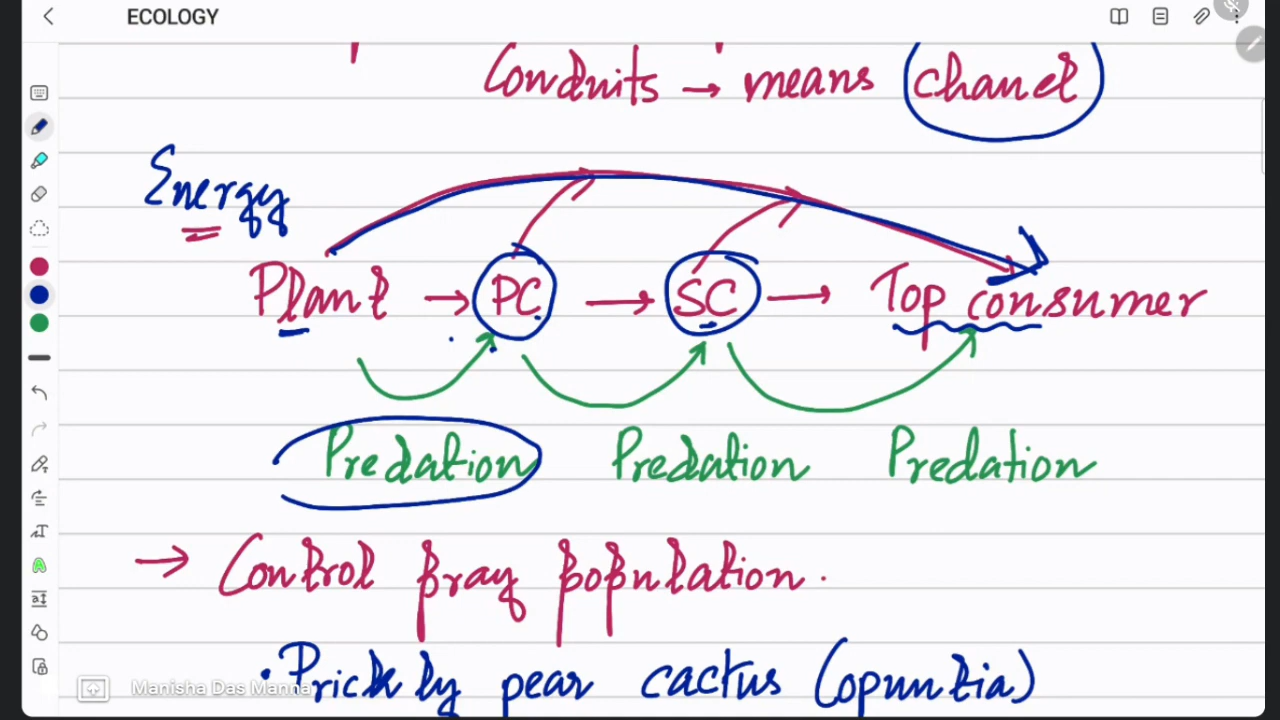 ECOLOGY
Conduits → means chanel
Energy
Plant → PC → SC → Top consumer
Predation Predation Predation
→ Control pray population.
• Prickly pear cactus (opuntia)
Manisha Das Manna